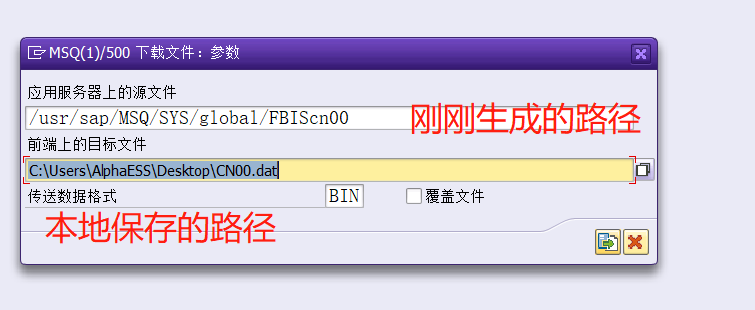 MSQ(1)/500 下载文件：参数
应用服务器上的源文件
/usr/sap/MSQ/SYS/global/FBIScn00
刚刚生成的路径
前端上的目标文件
C:\Users\AlphaESS\Desktop\CN00.dat
传送数据格式 BIN 覆盖文件
本地保存的路径